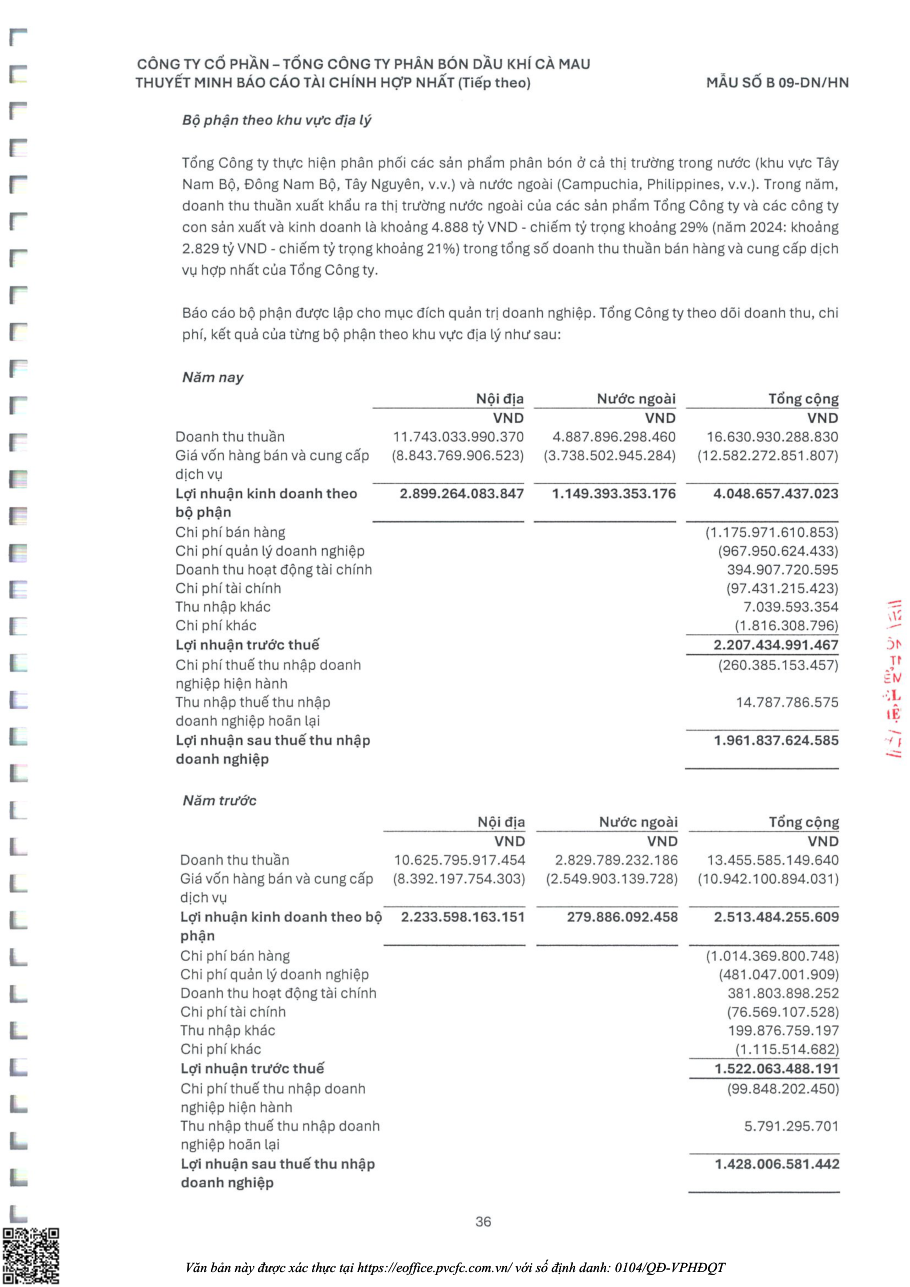 CÔNG TY CỔ PHẦN – TỔNG CÔNG TY PHÂN BÓN DẦU KHÍ CÀ MAU
THUYẾT MINH BÁO CÁO TÀI CHÍNH HỢP NHẤT (Tiếp theo) MẪU SỐ B 09-DN/HN
Bộ phận theo khu vực địa lý
Tổng Công ty thực hiện phân phối các sản phẩm phân bón ở cả thị trường trong nước (khu vực Tây
Nam Bộ, Đông Nam Bộ, Tây Nguyên, v.v.) và nước ngoài (Campuchia, Philippines, v.v.). Trong năm,
doanh thu thuần xuất khẩu ra thị trường nước ngoài của các sản phẩm Tổng Công ty và các công ty
con sản xuất và kinh doanh là khoảng 4.888 tỷ VND - chiếm tỷ trọng khoảng 29% (năm 2024: khoảng
2.829 tỷ VND - chiếm tỷ trọng khoảng 21%) trong tổng số doanh thu thuần bán hàng và cung cấp dịch
vụ hợp nhất của Tổng Công ty.
Báo cáo bộ phận được lập cho mục đích quản trị doanh nghiệp. Tổng Công ty theo dõi doanh thu, chi
phí, kết quả của từng bộ phận theo khu vực địa lý như sau:
Năm nay
Nội địa Nước ngoài Tổng cộng
VND VND VND
Doanh thu thuần 11.743.033.990.370 4.887.896.298.460 16.630.930.288.830
Giá vốn hàng bán và cung cấp (8.843.769.906.523) (3.738.502.945.284) (12.582.272.851.807)
dịch vụ
Lợi nhuận kinh doanh theo 2.899.264.083.847 1.149.393.353.176 4.048.657.437.023
bộ phận
Chi phí bán hàng (1.175.971.610.853)
Chi phí quản lý doanh nghiệp (967.950.624.433)
Doanh thu hoạt động tài chính 394.907.720.595
Chi phí tài chính (97.431.215.423)
Thu nhập khác 7.039.593.354
Chi phí khác (1.816.308.796)
Lợi nhuận trước thuế 2.207.434.991.467
Chi phí thuế thu nhập doanh (260.385.153.457)
nghiệp hiện hành
Thu nhập thuế thu nhập 14.787.786.575
doanh nghiệp hoãn lại
Lợi nhuận sau thuế thu nhập 1.961.837.624.585
doanh nghiệp
Năm trước
Nội địa Nước ngoài Tổng cộng
VND VND VND
Doanh thu thuần 10.625.795.917.454 2.829.789.232.186 13.455.585.149.640
Giá vốn hàng bán và cung cấp (8.392.197.754.303) (2.549.903.139.728) (10.942.100.894.031)
dịch vụ
Lợi nhuận kinh doanh theo bộ 2.233.598.163.151 279.886.092.458 2.513.484.255.609
phận
Chi phí bán hàng (1.014.369.800.748)
Chi phí quản lý doanh nghiệp (481.047.001.909)
Doanh thu hoạt động tài chính 381.803.898.252
Chi phí tài chính (76.569.107.528)
Thu nhập khác 199.876.759.197
Chi phí khác (1.115.514.682)
Lợi nhuận trước thuế 1.522.063.488.191
Chi phí thuế thu nhập doanh (99.848.202.450)
nghiệp hiện hành
Thu nhập thuế thu nhập doanh 5.791.295.701
nghiệp hoãn lại
Lợi nhuận sau thuế thu nhập 1.428.006.581.442
doanh nghiệp
36
Văn bản này được xác thực tại https://eoffice.pvcfc.com.vn/ với số định danh: 0104/QĐ-VPHĐQT